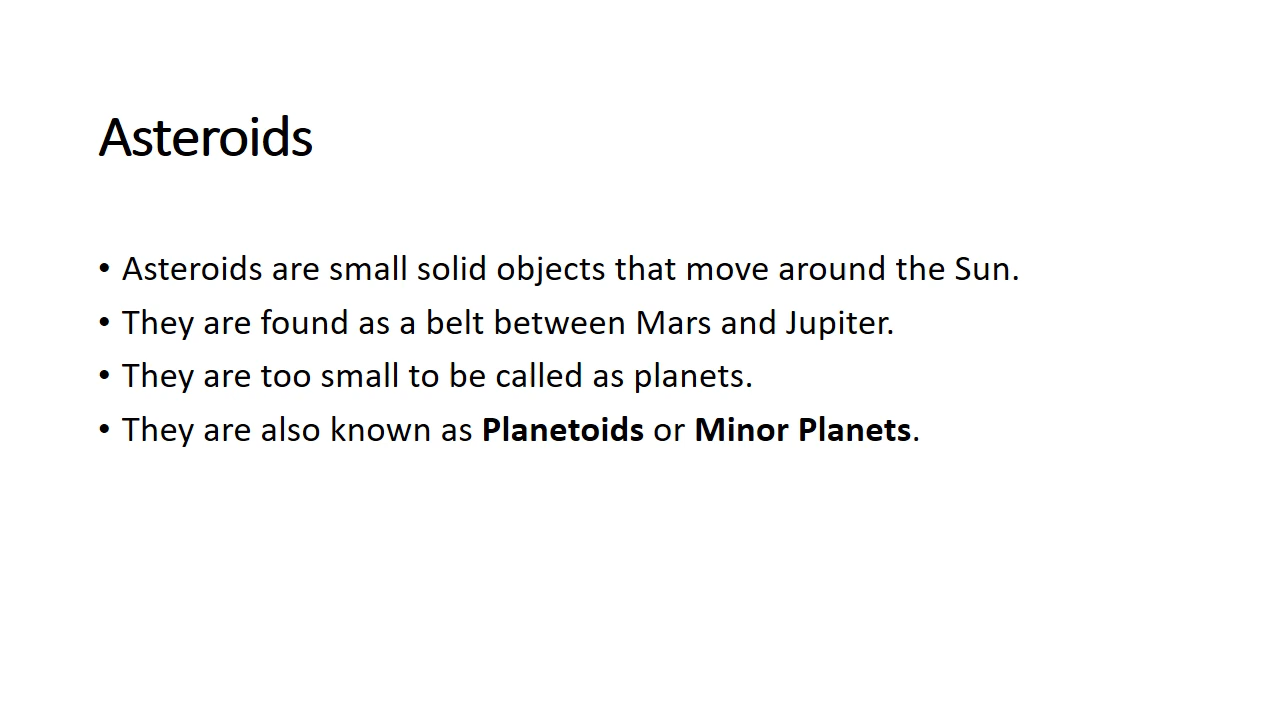 Asteroids
• Asteroids are small solid objects that move around the Sun.
• They are found as a belt between Mars and Jupiter.
• They are too small to be called as planets.
• They are also known as Planetoids or Minor Planets.